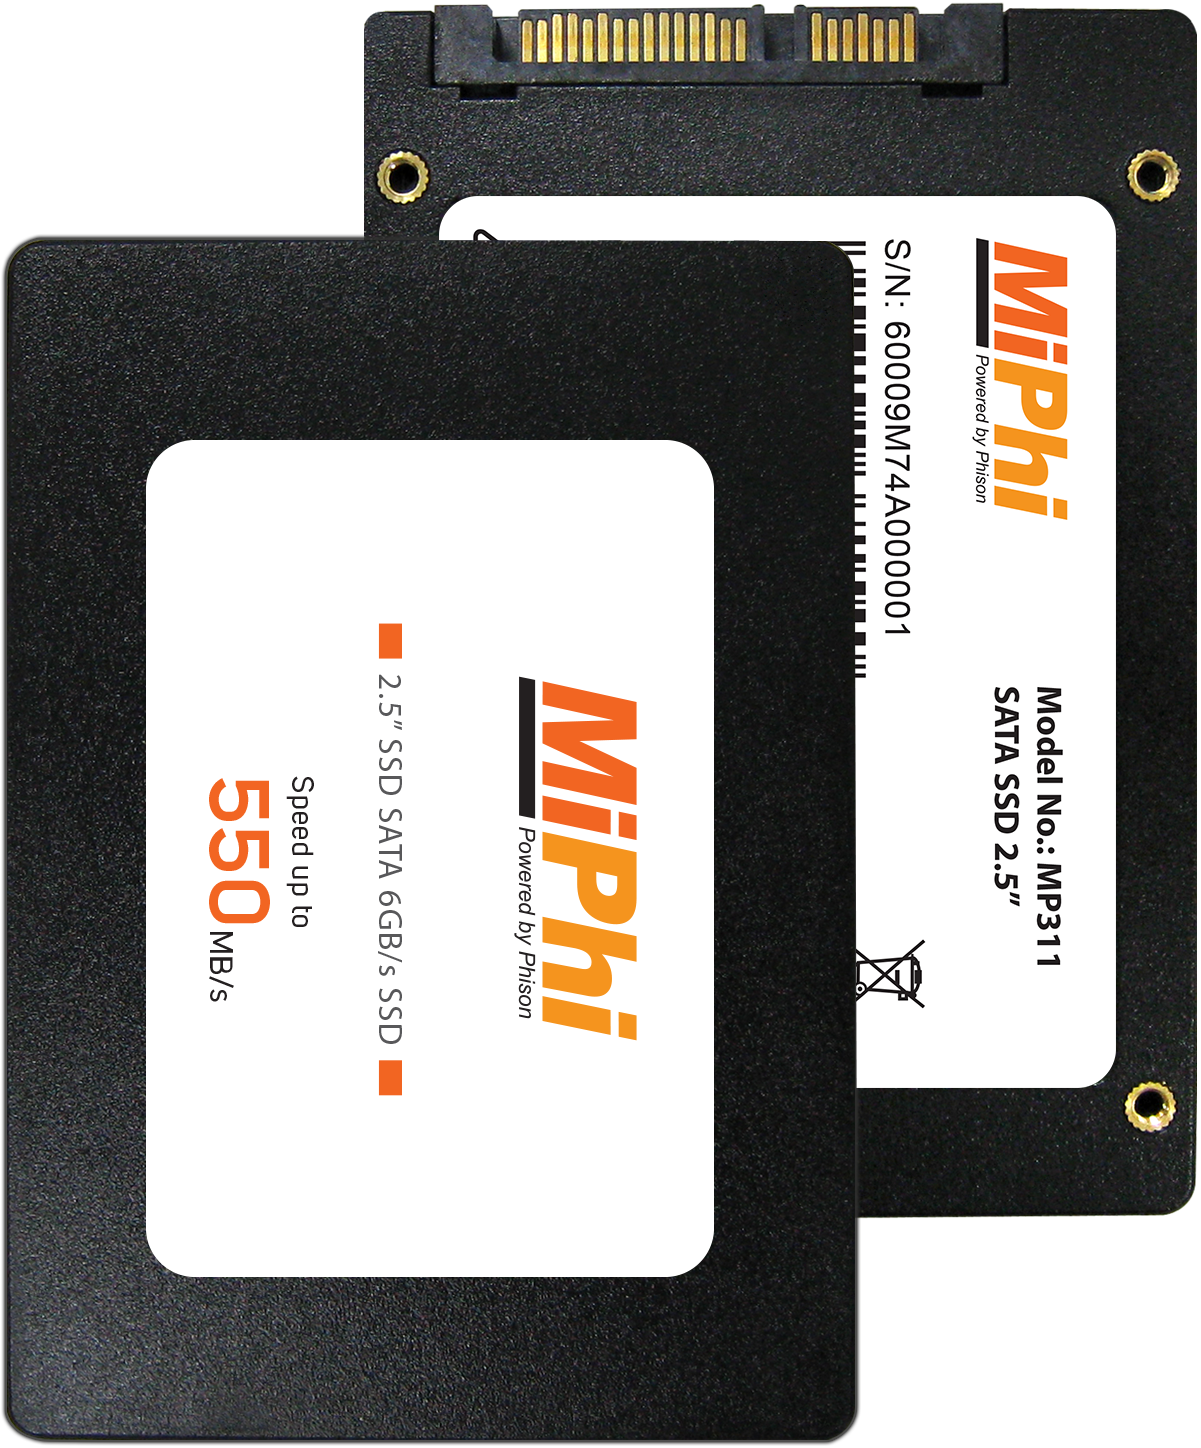 MiPhi
Powered by Phison
2.5” SSD SATA 6GB/s SSD
Speed up to
550 MB/s
MiPhi
Powered by Phison
Model No.: MP311
SATA SSD 2.5”
S/N: 60009M74A00001